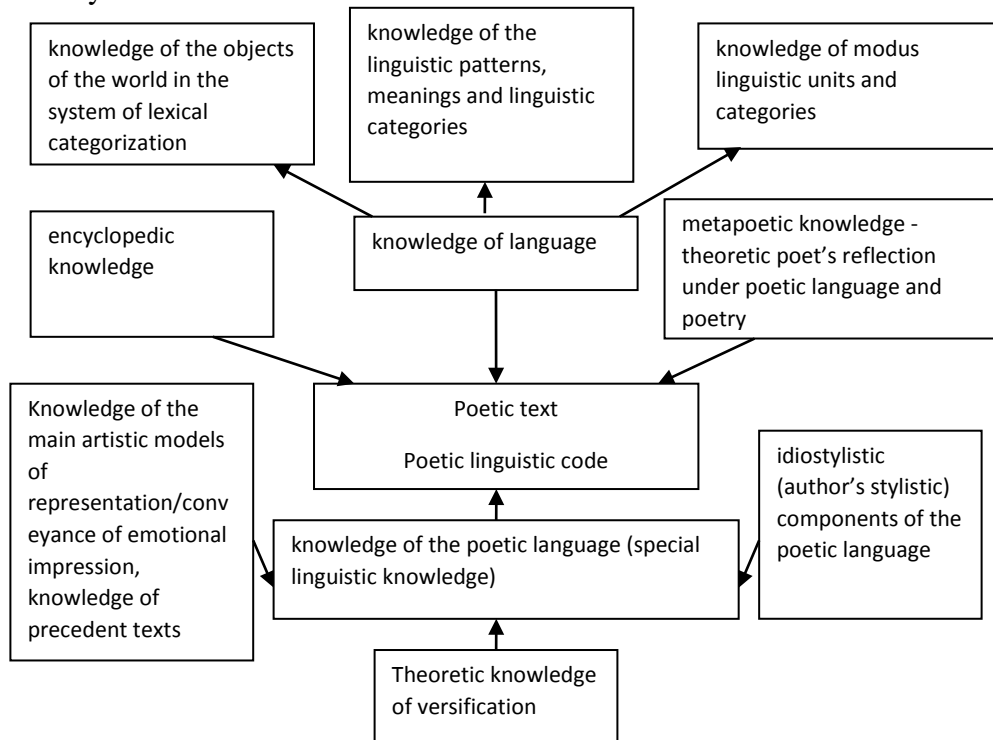 knowledge of the objects
of the world in the
system of lexical
categorization
knowledge of the
linguistic patterns,
meanings and linguistic
categories
knowledge of modus
linguistic units and
categories
encyclopedic
knowledge
knowledge of language
metapoetic knowledge -
theoretic poet's reflection
under poetic language and
poetry
Poetic text
Poetic linguistic code
Knowledge of the
main artistic models
of
representation/conv
eyance of emotional
impression,
knowledge of
precedent texts
knowledge of the poetic language (special
linguistic knowledge)
idiostylistic
(author's stylistic)
components of the
poetic language
Theoretic knowledge
of versification